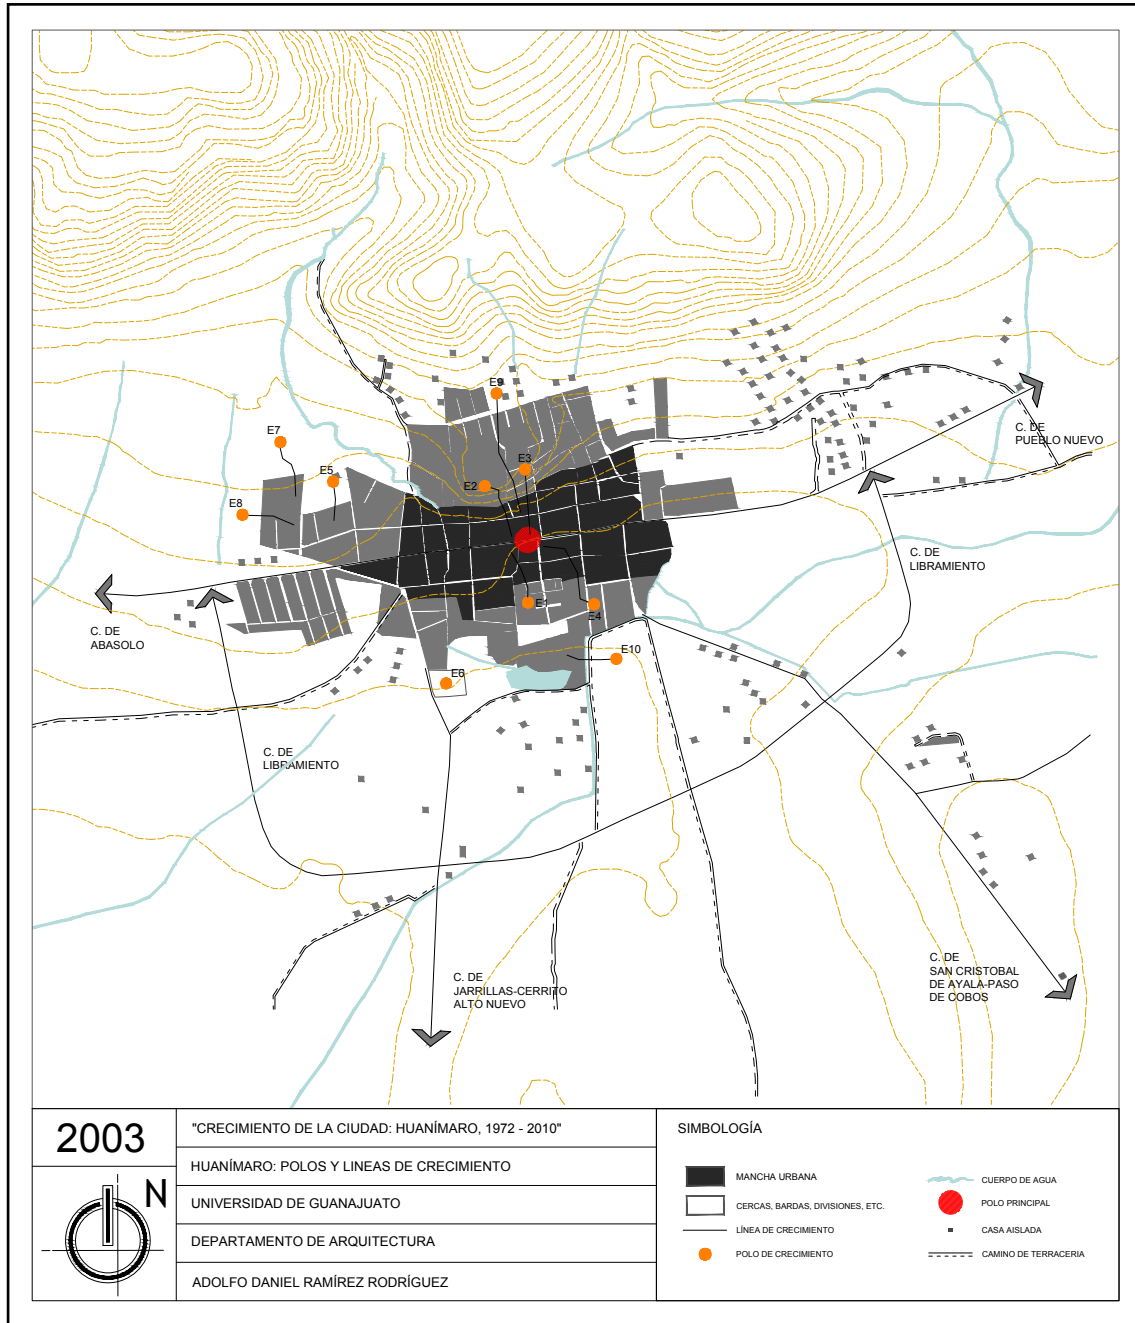 E9
E7
E3
E5
E2
E8
C. DE
PUEBLO NUEVO
C. DE
LIBRAMIENTO
E1
E4
C. DE
ABASOLO
E10
E6
C. DE
LIBRAMIENTO
C. DE
JARRILLAS-CERRITO
ALTO NUEVO
C. DE
SAN CRISTOBAL
DE AYALA-PASO
DE COBOS
2003
N
"CRECIMIENTO DE LA CIUDAD: HUANÍMARO, 1972 - 2010"
HUANÍMARO: POLOS Y LINEAS DE CRECIMIENTO
UNIVERSIDAD DE GUANAJUATO
DEPARTAMENTO DE ARQUITECTURA
ADOLFO DANIEL RAMÍREZ RODRÍGUEZ
SIMBOLOGÍA
MANCHA URBANA
CERCAS, BARDAS, DIVISIONES, ETC.
LÍNEA DE CRECIMIENTO
POLO DE CRECIMIENTO
CUERPO DE AGUA
POLO PRINCIPAL
CASA AISLADA
CAMINO DE TERRACERIA